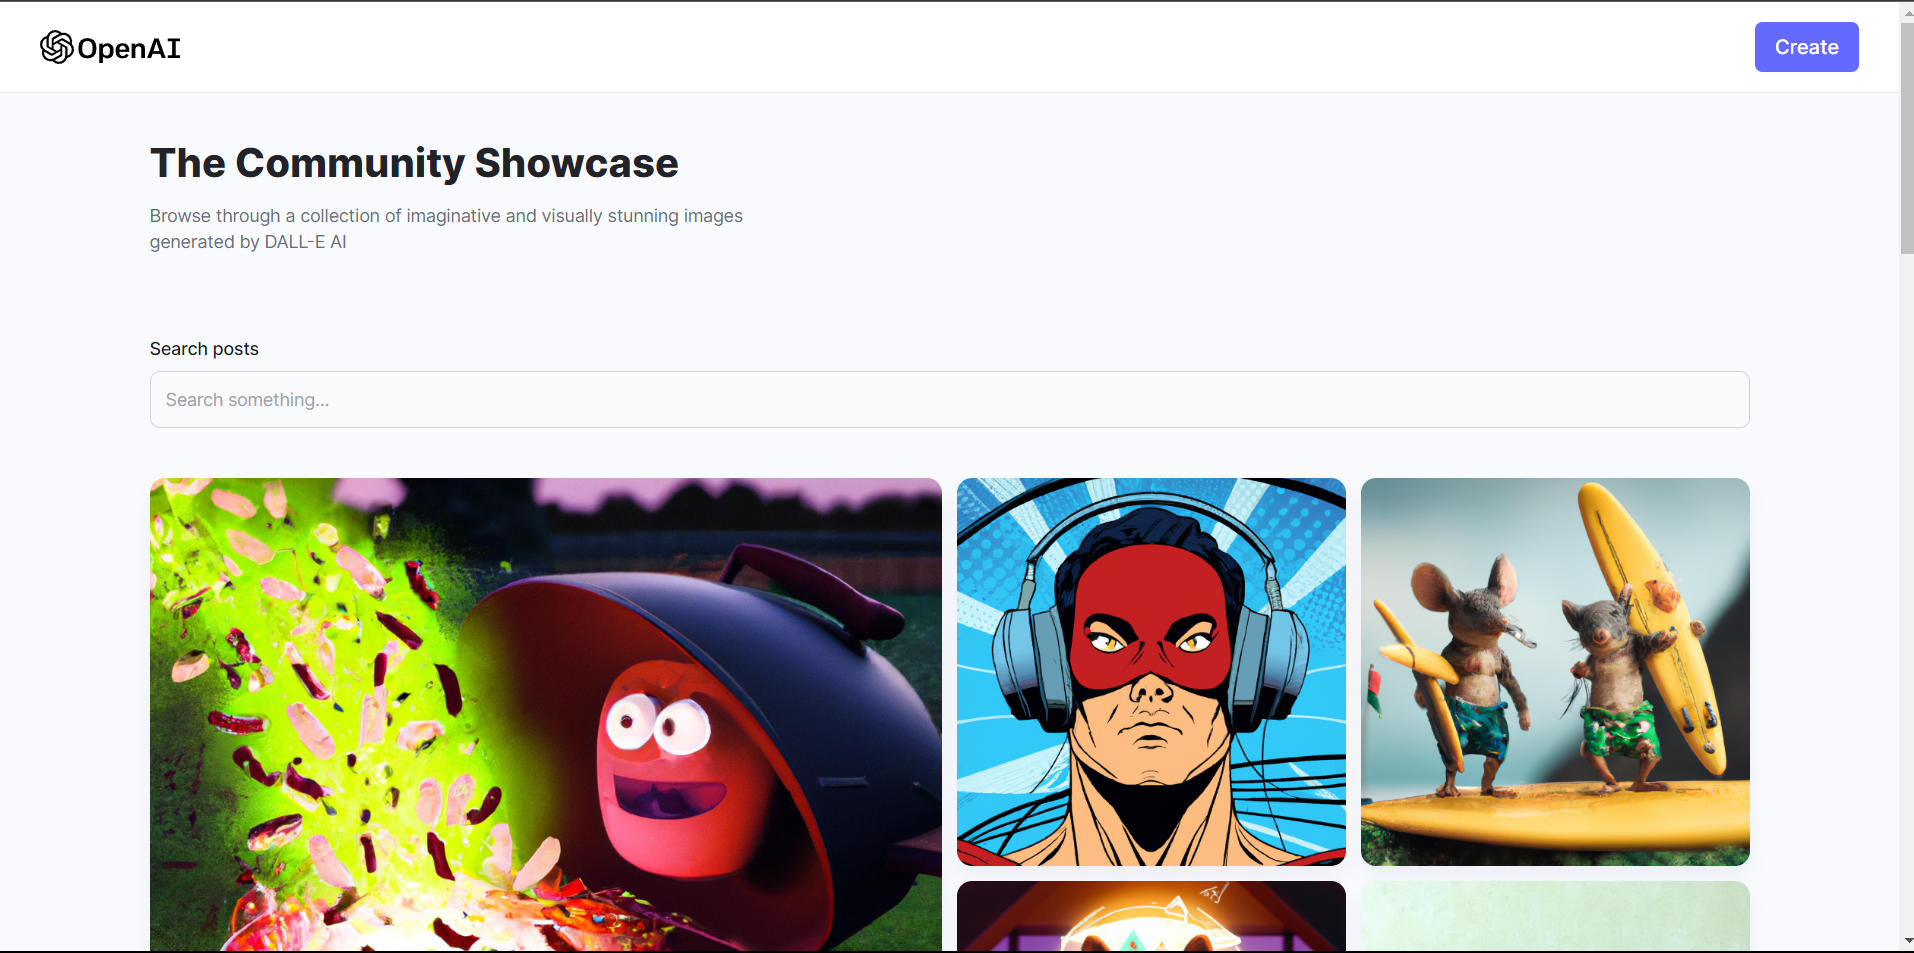 OpenAI
Create
The Community Showcase
Browse through a collection of imaginative and visually stunning images
generated by DALL-E AI
Search posts
Search something...